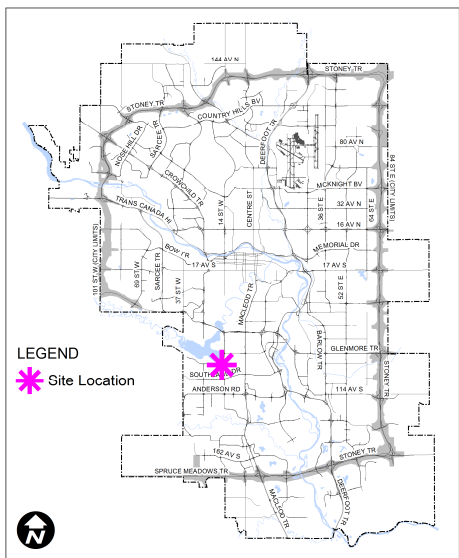 144 AV N
STONEY TR
STONEY TR
COUNTRY HILLS BV
NOSE HILL DR
SARCEE TR
DEERFOOT TR
80 AV N
CROWCHILD TR
MCKNIGHT BV
84 ST E (CITY LIMITS)
14 ST W
CENTRE ST
36 ST E
32 AV N
64 ST E
TRANS CANADA HI
16 AV N
101 ST W (CITY LIMITS)
BOW TR
MEMORIAL DR
17 AV S
17 AV S
69 ST W
SARCEE TR
37 ST W
52 ST E
MACLEOD TR
BARLOW TR
GLENMORE TR
LEGEND
Site Location
ANDERSON RD
114 AV S
STONEY TR
162 AV S
STONEY TR
SPRUCE MEADOWS TR
MACLEOD TR
DEERFOOT TR
N